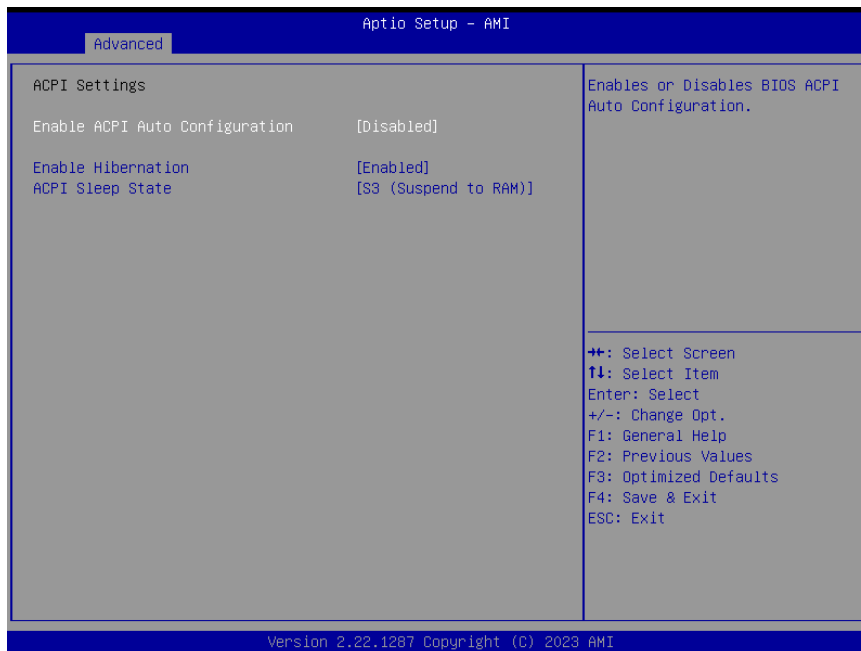 Aptio Setup – AMI
Advanced
ACPI Settings
Enable ACPI Auto Configuration [Disabled]
Enable Hibernation [Enabled]
ACPI Sleep State [S3 (Suspend to RAM)]
Enables or Disables BIOS ACPI
Auto Configuration.
→←: Select Screen
↑↓: Select Item
Enter: Select
+/-: Change Opt.
F1: General Help
F2: Previous Values
F3: Optimized Defaults
F4: Save & Exit
ESC: Exit
Version 2.22.1287 Copyright (C) 2023 AMI